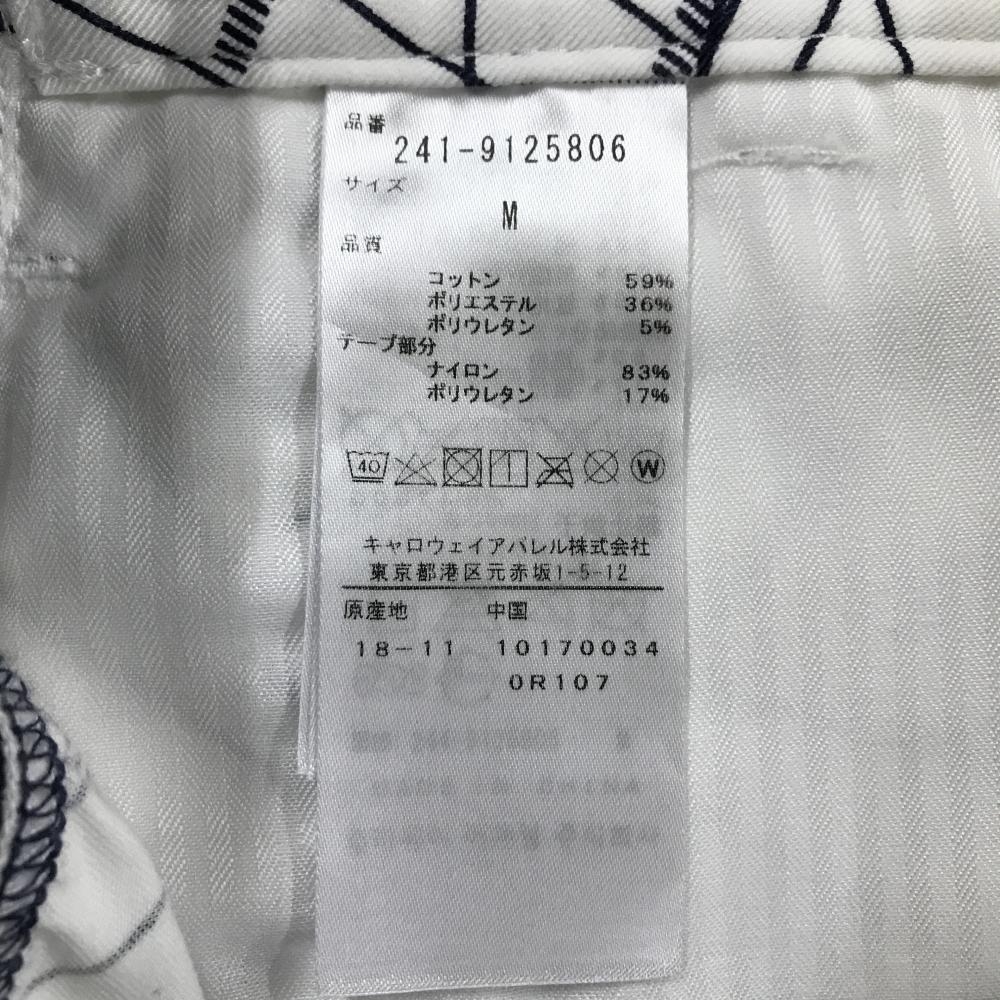 品番
241-9125806
サイズ
M
品質
コットン 59%
ポリエステル 36%
ポリウレタン 5%
テープ部分
ナイロン 83%
ポリウレタン 17%
40
W
キャロウェイアパレル株式会社
東京都港区元赤坂1-5-12
原産地 中国
18-11 10170034
0R107